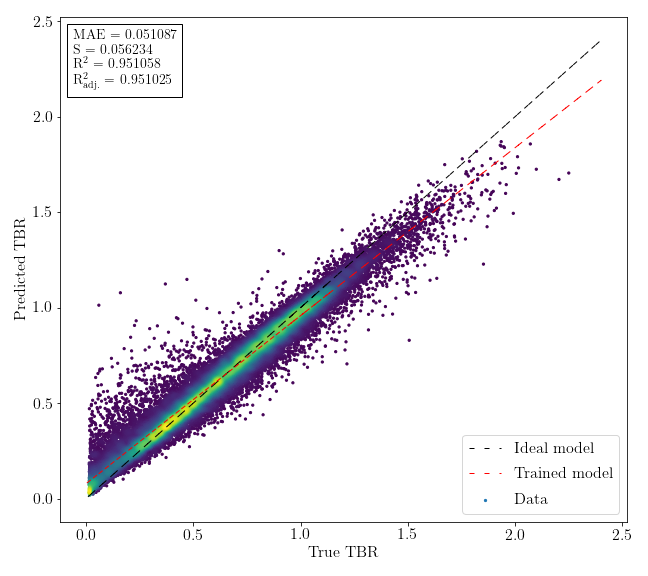 MAE = 0.051087
S = 0.056234
R² = 0.951058
R²adj. = 0.951025
2.5
2.0
1.5
1.0
0.5
0.0
Predicted TBR
Ideal model
Trained model
Data
0.0 0.5 1.0 1.5 2.0 2.5
True TBR